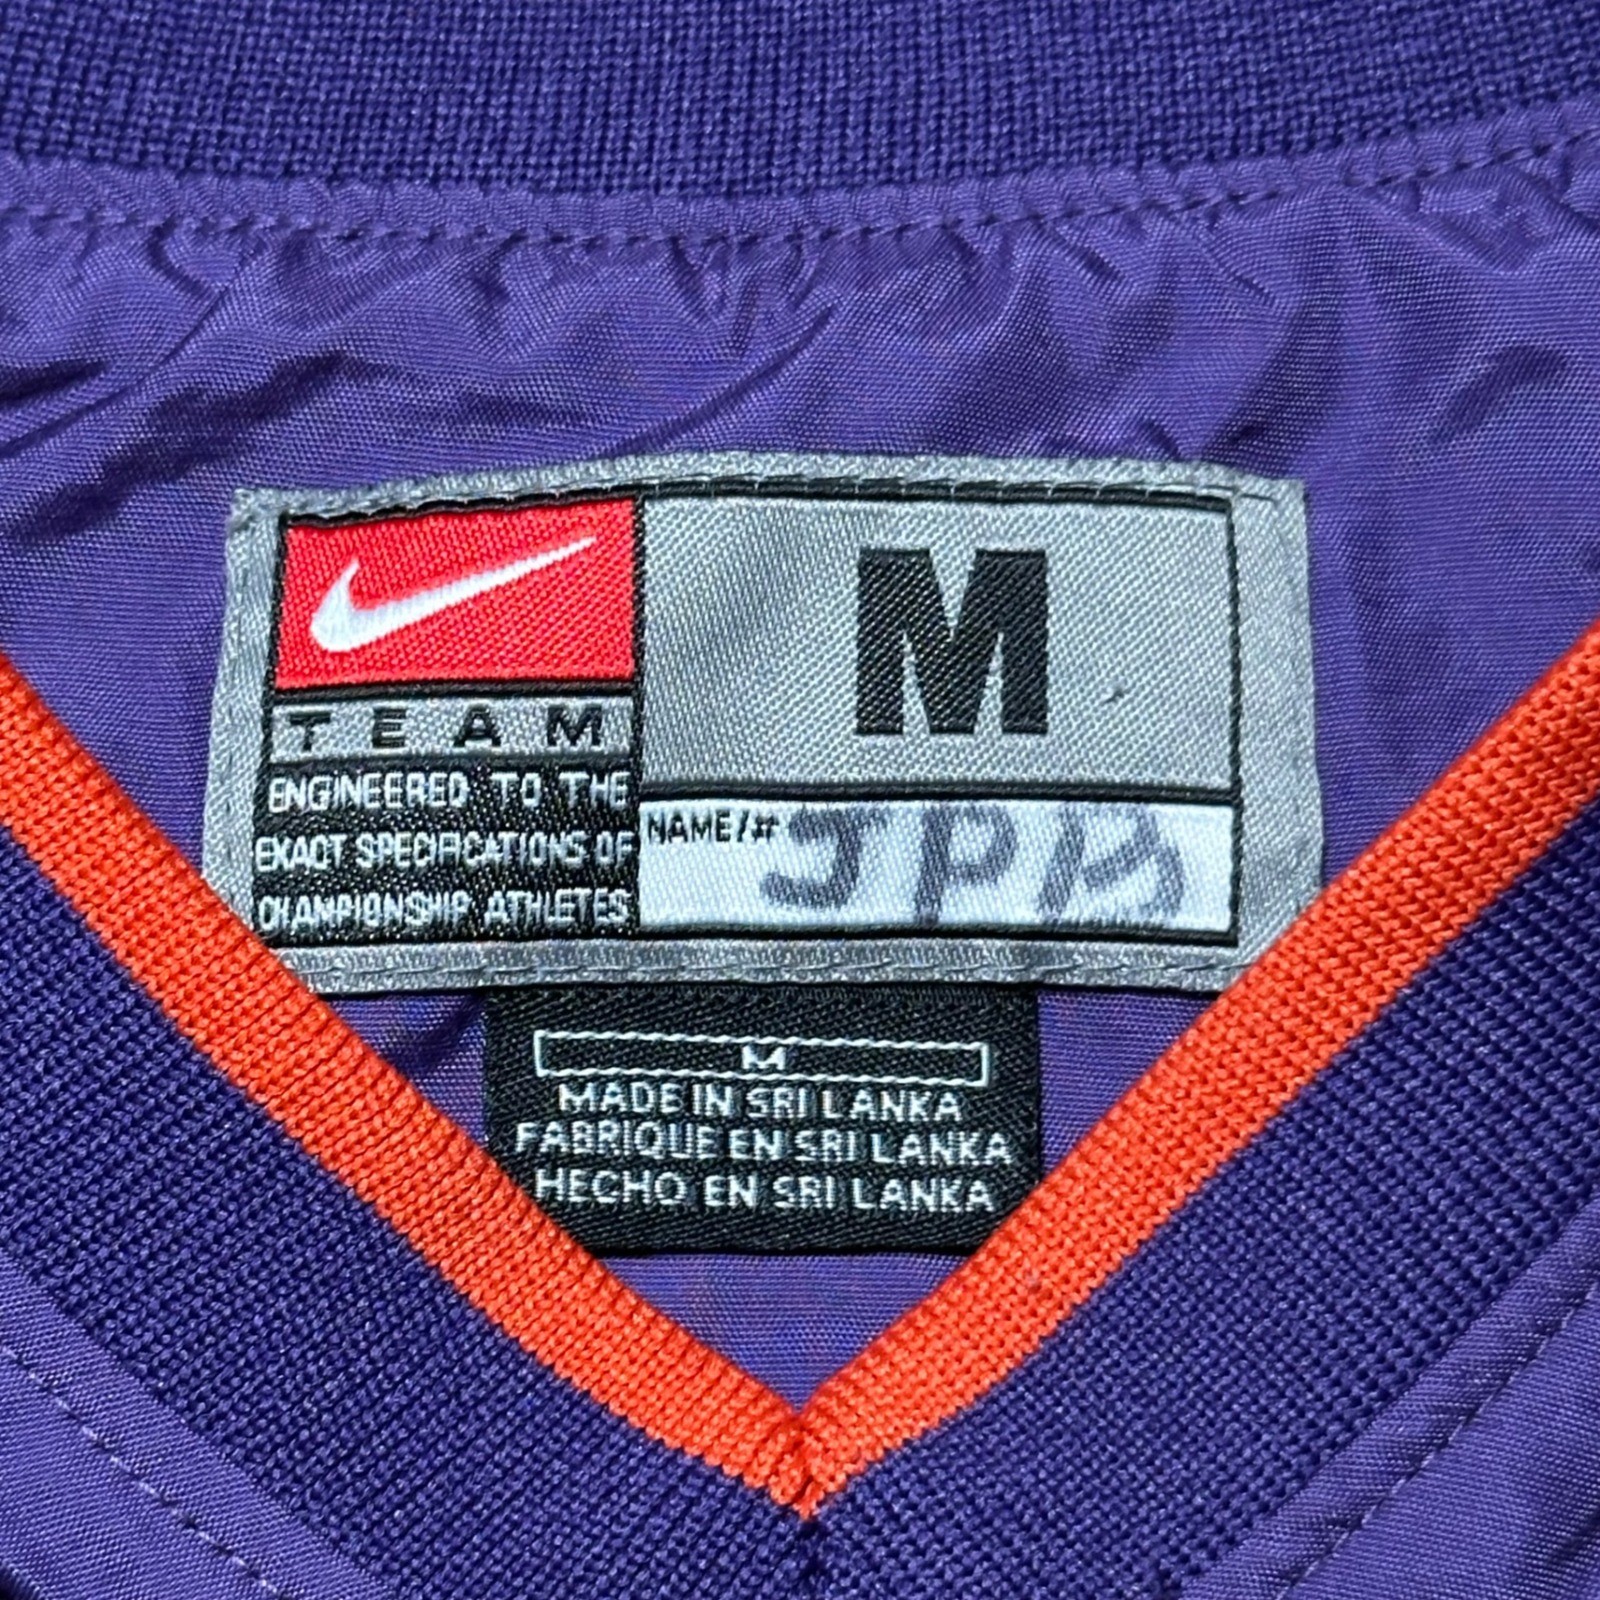 M
TEAM
ENGINEERED TO THE
EXACT SPECIFICATIONS OF
CHAMPIONSHIP ATHLETES
NAME/# JPB
M
MADE IN SRI LANKA
FABRIQUE EN SRI LANKA
HECHO EN SRI LANKA